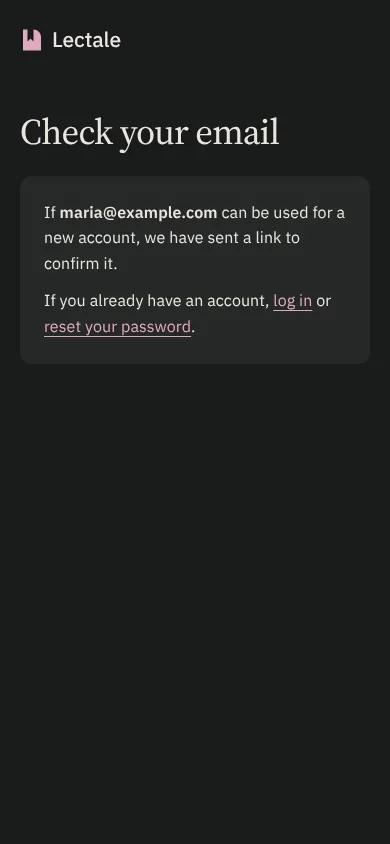 Lectale
Check your email
If maria@example.com can be used for a
new account, we have sent a link to
confirm it.
If you already have an account, log in or
reset your password.